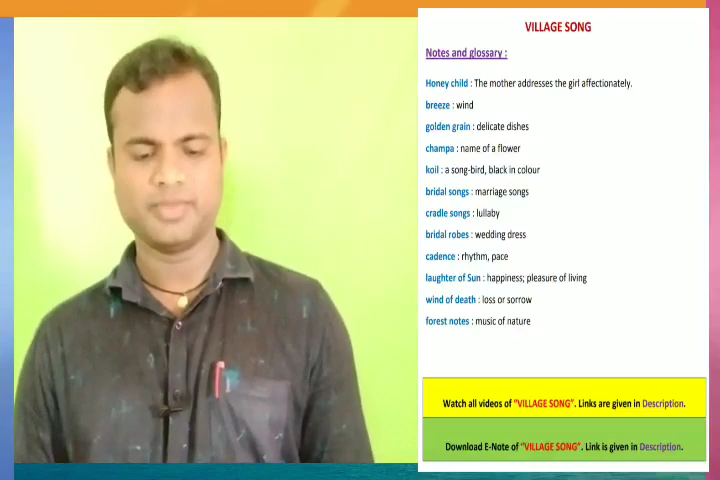 VILLAGE SONG
Notes and glossary :
Honey child : The mother addresses the girl affectionately.
breeze : wind
golden grain : delicate dishes
champa : name of a flower
koil : a song-bird, black in colour
bridal songs : marriage songs
cradle songs : lullaby
bridal robes : wedding dress
cadence : rhythm, pace
laughter of Sun : happiness; pleasure of living
wind of death : loss or sorrow
forest notes : music of nature
Watch all videos of “VILLAGE SONG”. Links are given in Description.
Download E-Note of “VILLAGE SONG”. Link is given in Description.